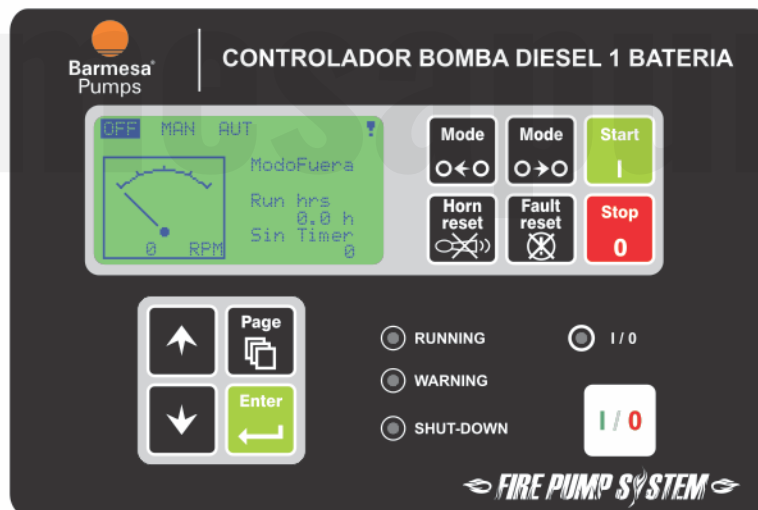 Barmesa®
Pumps
CONTROLADOR BOMBA DIESEL 1 BATERIA
OFF MAN AUT !
ModoFuera
Run hrs
0.0 h
Sin Timer
0
0 RPM
Mode
Mode
Start
I
Horn
reset
Fault
reset
Stop
0
Page
Enter
RUNNING
I / 0
WARNING
SHUT-DOWN
I / 0
FIRE PUMP SYSTEM